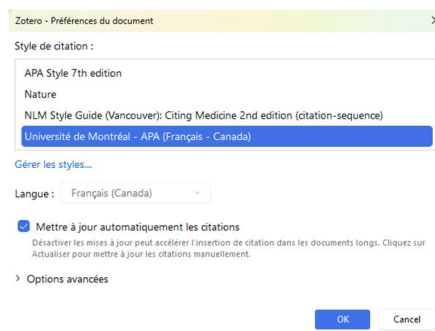 Zotero - Préférences du document
Style de citation :
APA Style 7th edition
Nature
NLM Style Guide (Vancouver): Citing Medicine 2nd edition (citation-sequence)
Université de Montréal - APA (Français - Canada)
Gérer les styles...
Langue : Français (Canada)
Mettre à jour automatiquement les citations
Désactiver les mises à jour peut accélérer l'insertion de citation dans les documents longs. Cliquez sur
Actualiser pour mettre à jour les citations manuellement.
Options avancées
OK Cancel